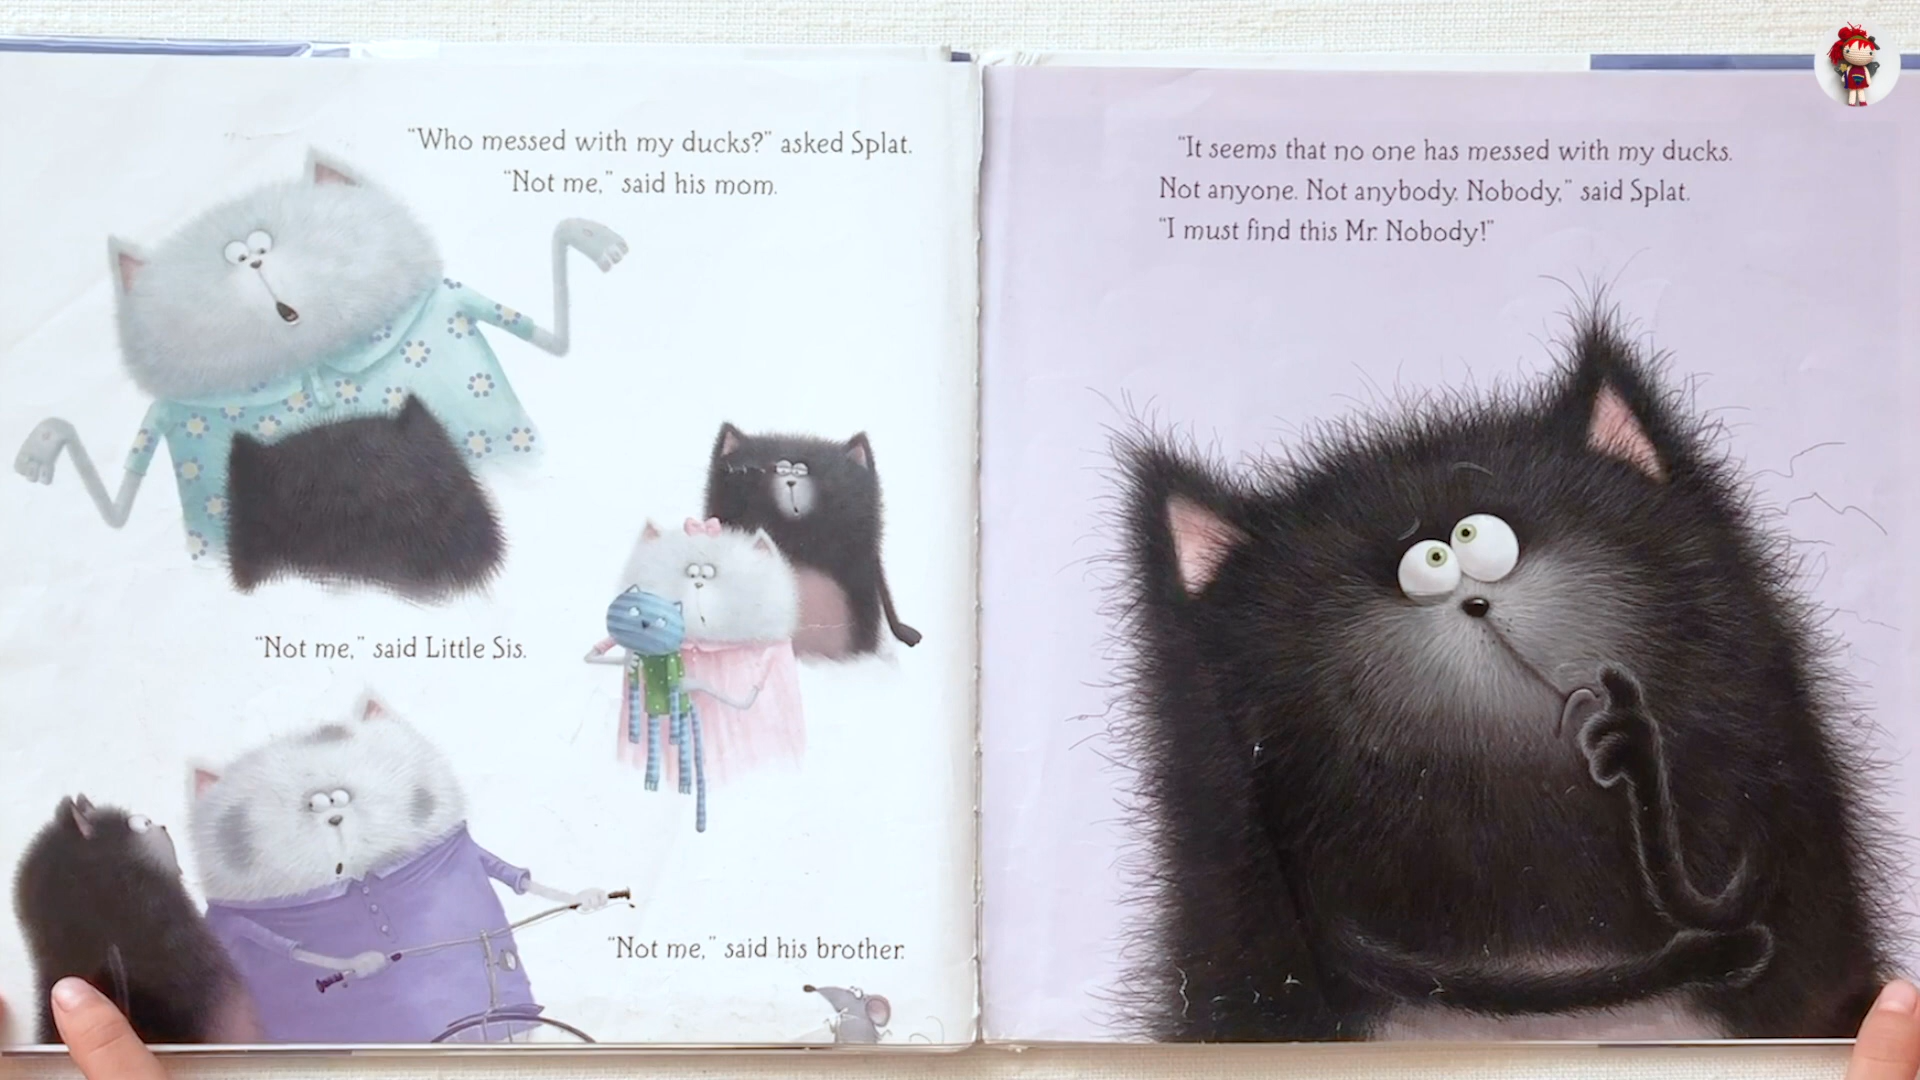 "Who messed with my ducks?" asked Splat.
"Not me," said his mom.
"Not me," said Little Sis.
"Not me," said his brother.
"It seems that no one has messed with my ducks.
Not anyone. Not anybody. Nobody," said Splat.
"I must find this Mr. Nobody!"